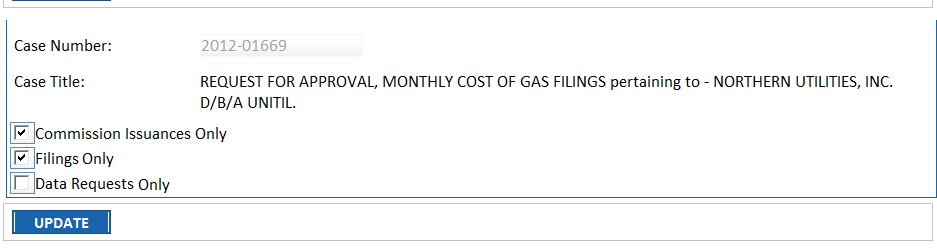 Case Number: 2012-01669
Case Title: REQUEST FOR APPROVAL, MONTHLY COST OF GAS FILINGS pertaining to - NORTHERN UTILITIES, INC.
D/B/A UNITIL.
Commission Issuances Only
Filings Only
Data Requests Only
UPDATE